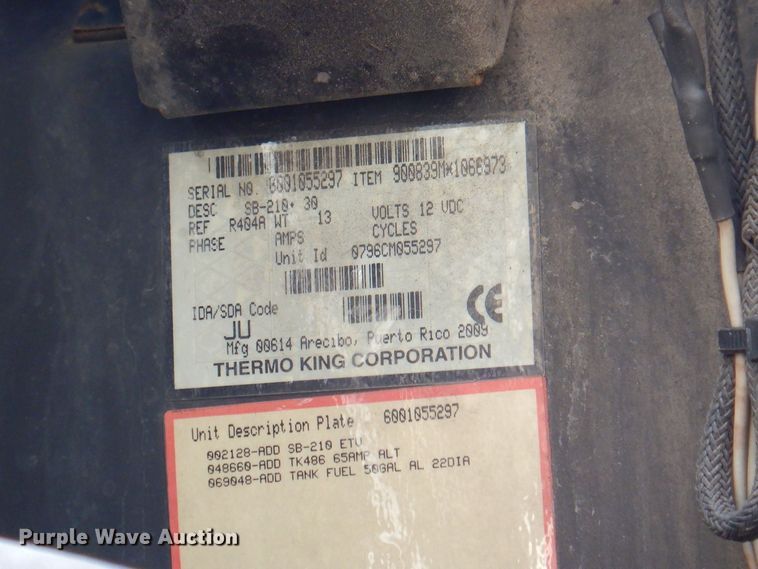 SERIAL NO. 6001055297 ITEM 900839M*1066973
DESC SB-210+ 30
REF R404A WT 13 VOLTS 12 VDC
PHASE AMPS CYCLES
Unit Id 0796CM055297
IDA/SDA Code
JU
CE
Mfg 00614 Arecibo, Puerto Rico 2009
THERMO KING CORPORATION
Unit Description Plate 6001055297
002128-ADD SB-210 ETV
048660-ADD TK486 65AMP ALT
069048-ADD TANK FUEL 50GAL AL 22DIA
Purple Wave Auction